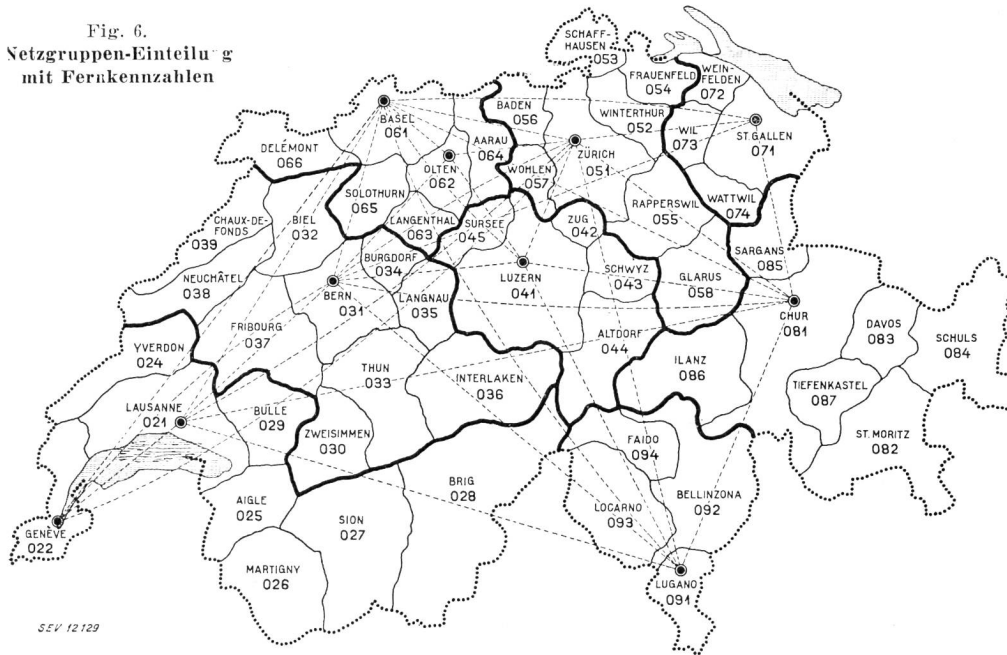 Fig. 6.
Netzgruppen-Einteilung
mit Fernkennzahlen
SCHAFF-
HAUSEN
053
FRAUENFELD
054
WEIN-
FELDEN
072
BASEL
061
BADEN
056
WINTERTHUR
052
ST. GALLEN
071
DELÉMONT
066
AARAU
064
OLTEN
062
ZÜRICH
051
WIL
073
WOHLEN
057
SOLOTHURN
065
RAPPERSWIL
055
WATTWIL
074
CHAUX-DE-
FONDS
039
BIEL
032
LANGENTHAL
063
SURSEE
045
ZUG
042
SARGANS
085
BURGDORF
034
NEUCHÂTEL
038
BERN
031
LANGNAU
035
LUZERN
041
SCHWYZ
043
GLARUS
058
CHUR
081
DAVOS
083
SCHULS
084
FRIBOURG
037
YVERDON
024
THUN
033
ALTDORF
044
ILANZ
086
INTERLAKEN
036
TIEFENKASTEL
087
LAUSANNE
021
BULLE
029
ZWEISIMMEN
030
FAIDO
094
ST. MORITZ
082
BRIG
028
AIGLE
025
BELLINZONA
092
LOCARNO
093
SION
027
GENÈVE
022
MARTIGNY
026
LUGANO
091
SEV 12129